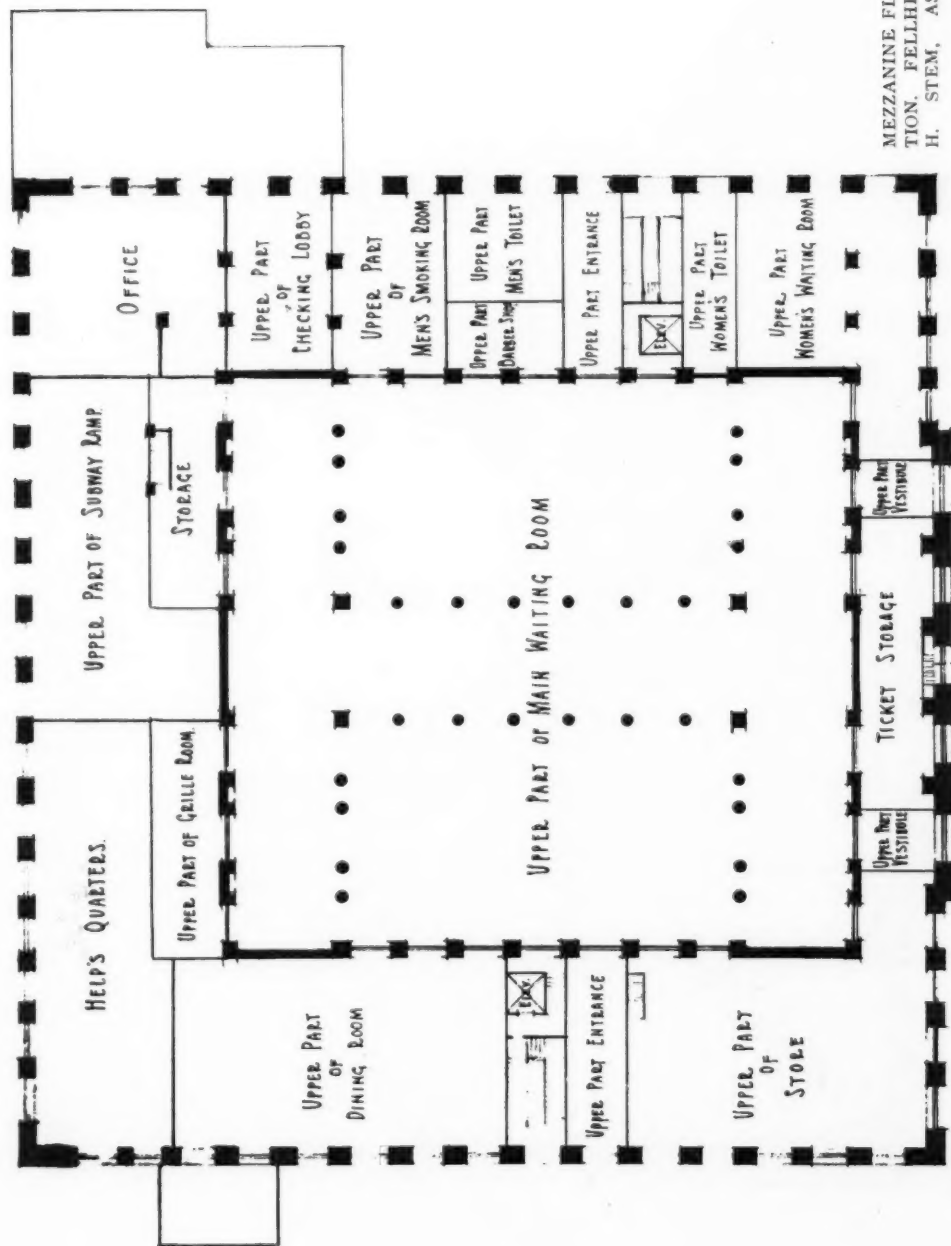 HELP'S QUARTERS.
UPPER PART OF SUBWAY RAMP.
OFFICE
UPPER PART OF GRILLE ROOM.
STORAGE
UPPER PART
OF
CHECKING LOBBY
UPPER PART
OF
DINING ROOM
UPPER PART
OF
MEN'S SMOKING ROOM
UPPER PART
BARBER SHOP
UPPER PART
MEN'S TOILET
UPPER PART OF MAIN WAITING ROOM
ELEV.
UPPER PART ENTRANCE
UPPER PART ENTRANCE
ELEV.
UPPER PART
WOMEN'S TOILET
UPPER PART
OF
STORE
UPPER PART
WOMEN'S WAITING ROOM
UPPER PART
VESTIBULE
TICKET STORAGE
UPPER PART
VESTIBULE
MEZZANINE FL
TION. FELLHE
H. STEM, AS